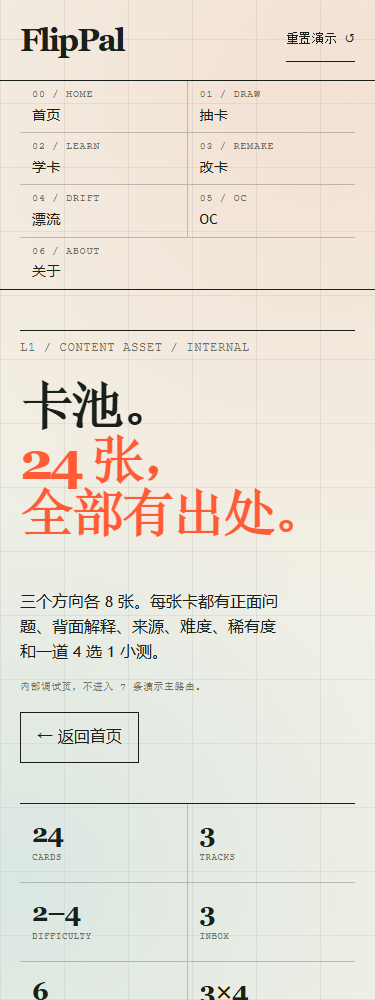 FlipPal
重置演示 ↺
00 / HOME
首页
01 / DRAW
抽卡
02 / LEARN
学卡
03 / REMAKE
改卡
04 / DRIFT
漂流
05 / OC
OC
06 / ABOUT
关于
L1 / CONTENT ASSET / INTERNAL
卡池。
24 张，
全部有出处。
三个方向各 8 张。每张卡都有正面问
题、背面解释、来源、难度、稀有度
和一道 4 选 1 小测。
内部调试页，不进入 7 条演示主路由。
← 返回首页
24
CARDS
3
TRACKS
2–4
DIFFICULTY
3
INBOX
6
3×4